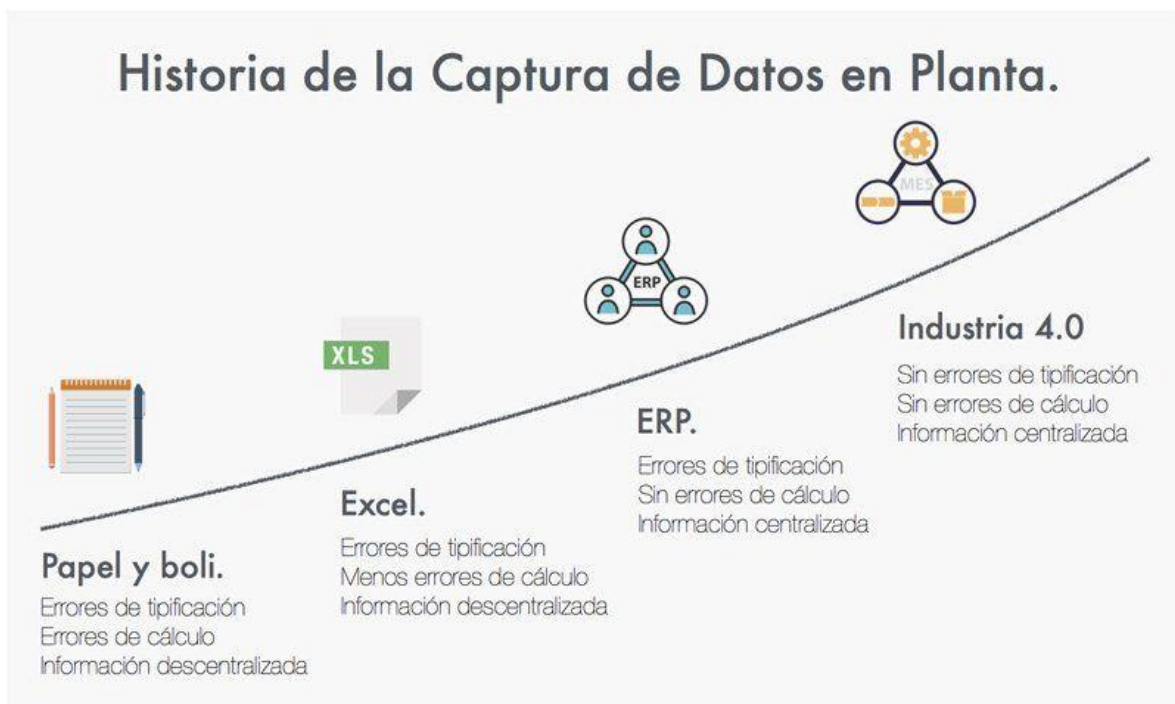 Historia de la Captura de Datos en Planta.
MES
ERP
XLS
Industria 4.0
Sin errores de tipificación
Sin errores de cálculo
Información centralizada
ERP.
Errores de tipificación
Sin errores de cálculo
Información centralizada
Excel.
Errores de tipificación
Menos errores de cálculo
Información descentralizada
Papel y boli.
Errores de tipificación
Errores de cálculo
Información descentralizada